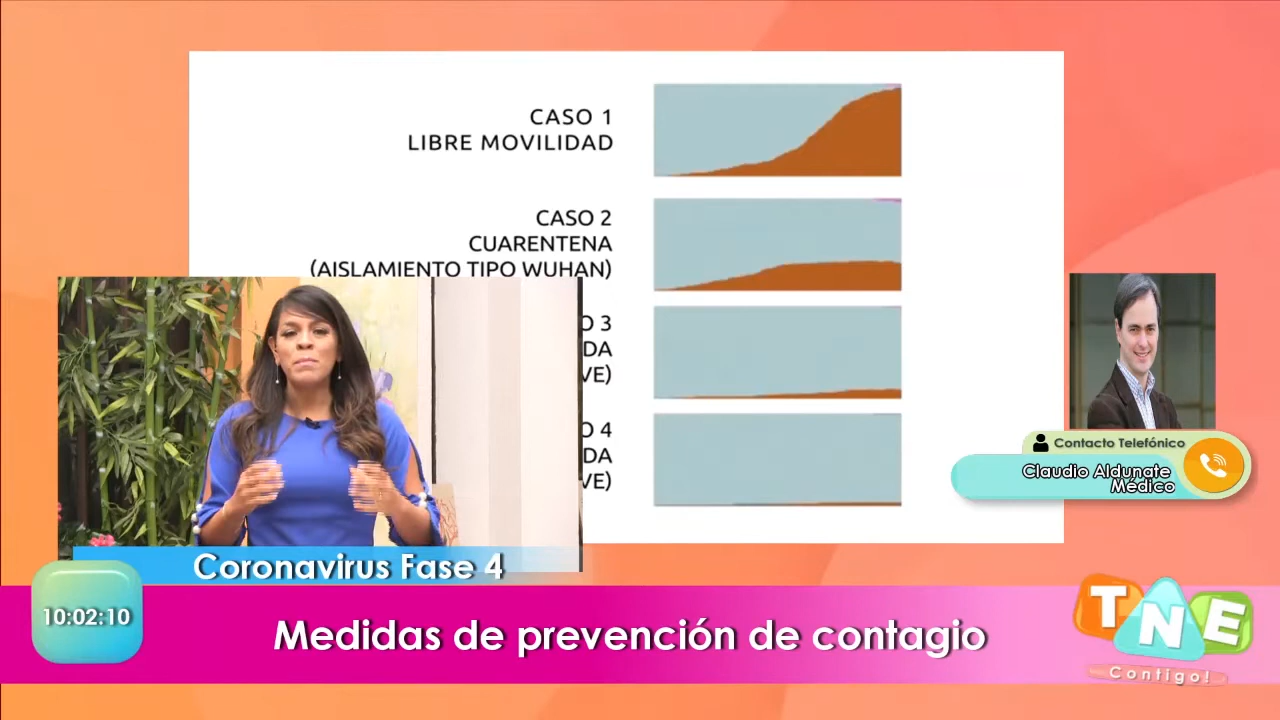 CASO 1
LIBRE MOVILIDAD
CASO 2
CUARENTENA
(AISLAMIENTO TIPO WUHAN)
O 3
DA
VE)
O 4
DA
VE)
Contacto Telefónico
Claudio Aldunate
Médico
Coronavirus Fase 4
10:02:10
Medidas de prevención de contagio
TNE
Contigo!